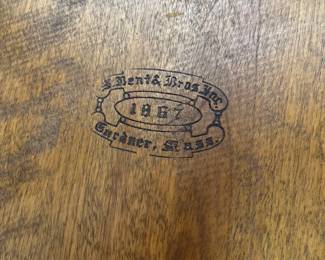 S. Bent & Bros. Inc.
1867
Gardner, Mass.